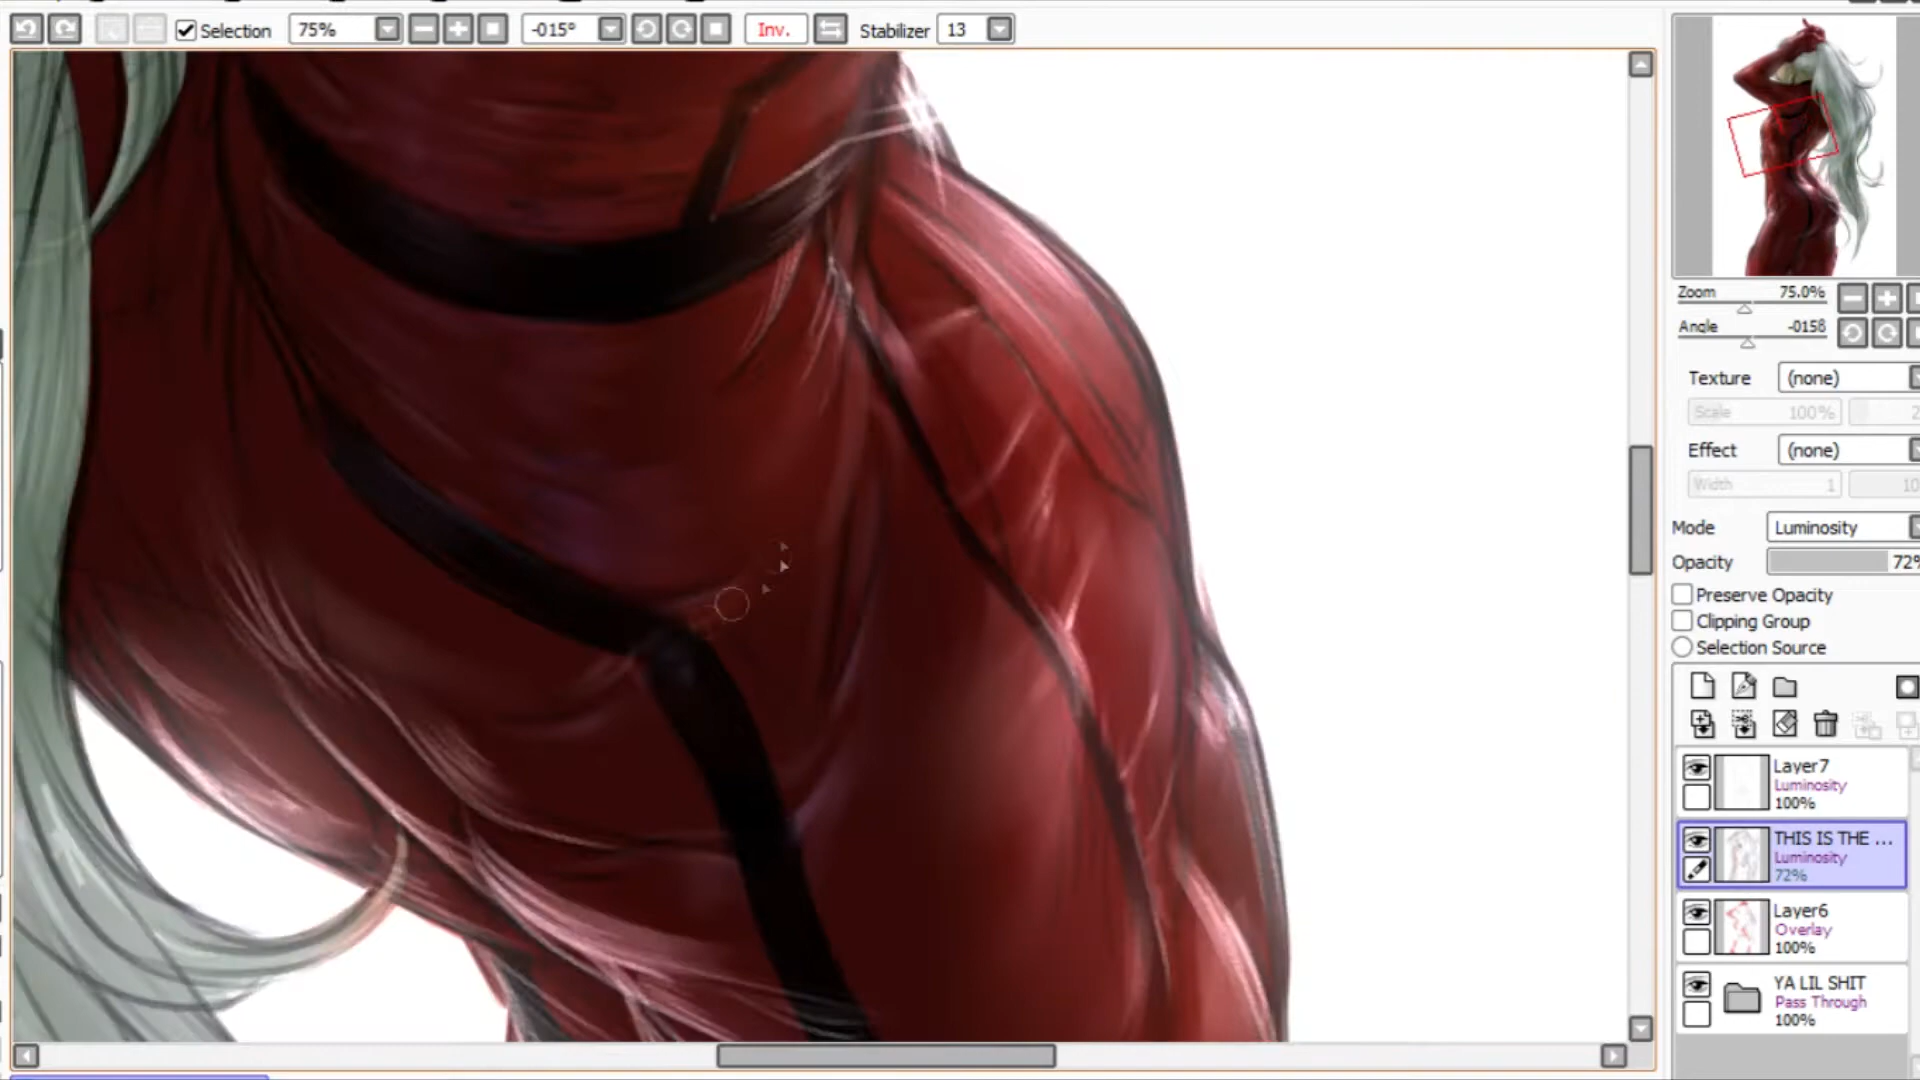 Selection 75% -015° Inv. Stabilizer 13
Zoom 75.0%
Angle -0158
Texture (none)
Scale 100% 2
Effect (none)
Width 1 10
Mode Luminosity
Opacity 72%
Preserve Opacity
Clipping Group
Selection Source
Layer7
Luminosity
100%
THIS IS THE ...
Luminosity
72%
Layer6
Overlay
100%
YA LIL SHIT
Pass Through
100%